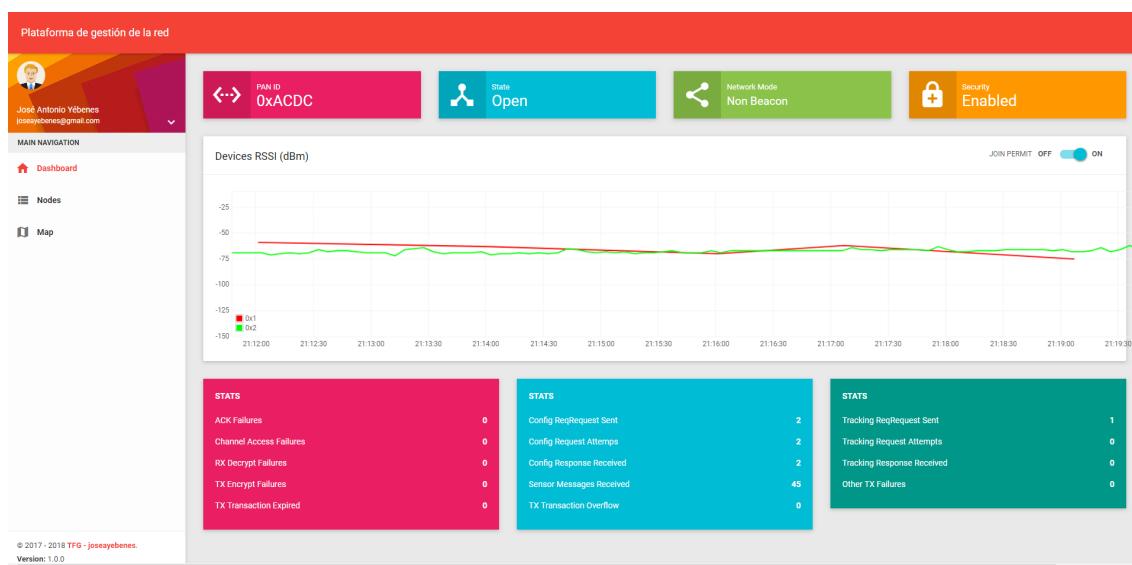 Plataforma de gestión de la red
José Antonio Yébenes
joseayebenes@gmail.com
MAIN NAVIGATION
Dashboard
Nodes
Map
© 2017 - 2018 TFG - joseayebenes.
Version: 1.0.0
PAN ID
0xACDC
State
Open
Network Mode
Non Beacon
Security
Enabled
Devices RSSI (dBm)
JOIN PERMIT OFF ON
-25
-50
-75
-100
-125
-150
0x1
0x2
21:12:00 21:12:30 21:13:00 21:13:30 21:14:00 21:14:30 21:15:00 21:15:30 21:16:00 21:16:30 21:17:00 21:17:30 21:18:00 21:18:30 21:19:00 21:19:30
STATS
ACK Failures 0
Channel Access Failures 0
RX Decrypt Failures 0
TX Encrypt Failures 0
TX Transaction Expired 0
STATS
Config ReqRequest Sent 2
Config Request Attemps 2
Config Response Received 2
Sensor Messages Received 45
TX Transaction Overflow 0
STATS
Tracking ReqRequest Sent 1
Tracking Request Attempts 0
Tracking Response Received 0
Other TX Failures 0